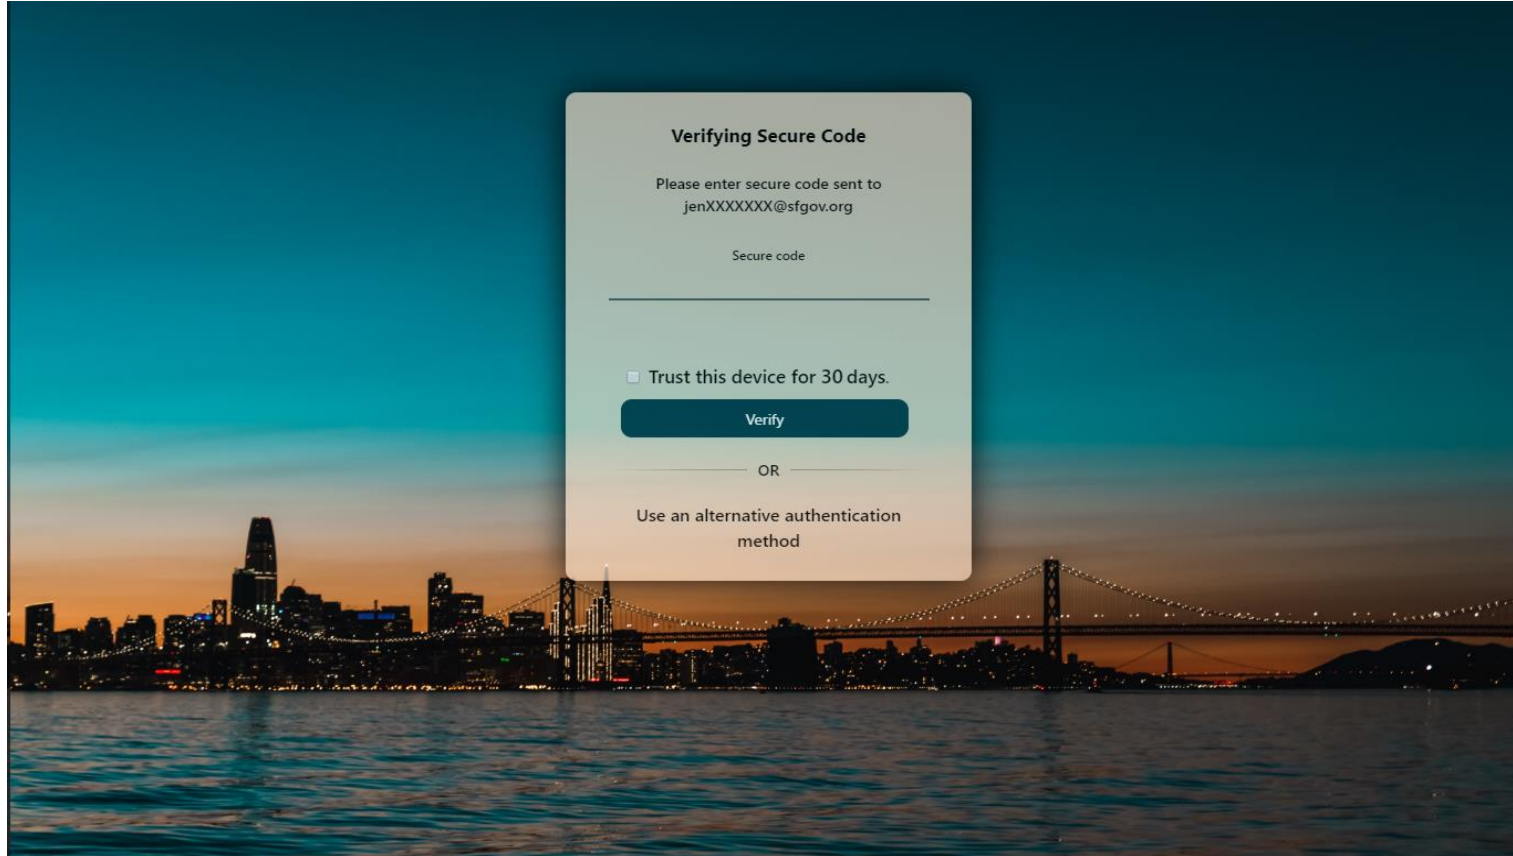 Verifying Secure Code
Please enter secure code sent to
jenXXXXXXX@sfgov.org
Secure code
Trust this device for 30 days.
Verify
OR
Use an alternative authentication
method